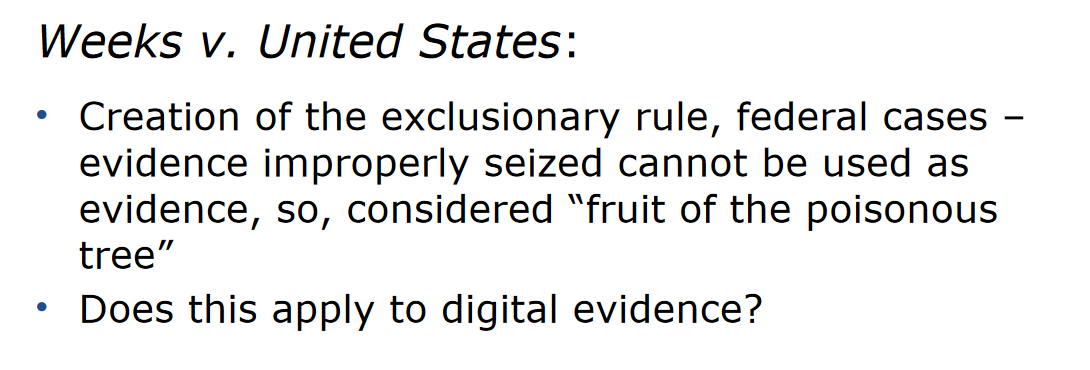 Weeks v. United States:
• Creation of the exclusionary rule, federal cases –
evidence improperly seized cannot be used as
evidence, so, considered “fruit of the poisonous
tree”
• Does this apply to digital evidence?